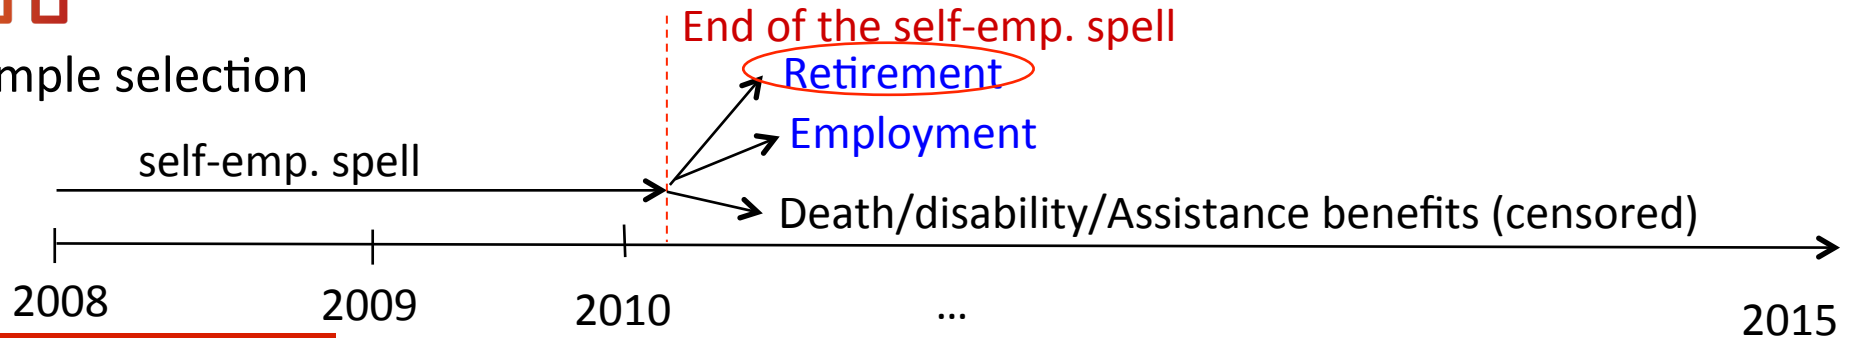 End of the self-emp. spell
mple selection
Retirement
Employment
self-emp. spell
Death/disability/Assistance benefits (censored)
2008 2009 2010 ... 2015